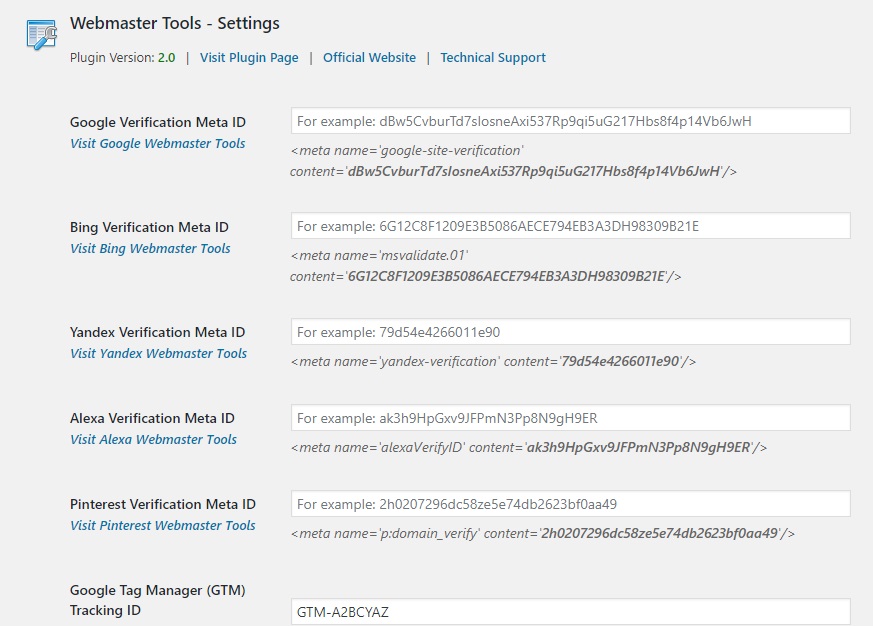 Webmaster Tools - Settings
Plugin Version: 2.0 | Visit Plugin Page | Official Website | Technical Support
Google Verification Meta ID
Visit Google Webmaster Tools
For example: dBw5CvburTd7sIosneAxi537Rp9qi5uG217Hbs8f4p14Vb6JwH
<meta name='google-site-verification'
content='dBw5CvburTd7sIosneAxi537Rp9qi5uG217Hbs8f4p14Vb6JwH'/>
Bing Verification Meta ID
Visit Bing Webmaster Tools
For example: 6G12C8F1209E3B5086AECE794EB3A3DH98309B21E
<meta name='msvalidate.01'
content='6G12C8F1209E3B5086AECE794EB3A3DH98309B21E'/>
Yandex Verification Meta ID
Visit Yandex Webmaster Tools
For example: 79d54e4266011e90
<meta name='yandex-verification' content='79d54e4266011e90'/>
Alexa Verification Meta ID
Visit Alexa Webmaster Tools
For example: ak3h9HpGxv9JFPmN3Pp8N9gH9ER
<meta name='alexaVerifyID' content='ak3h9HpGxv9JFPmN3Pp8N9gH9ER'/>
Pinterest Verification Meta ID
Visit Pinterest Webmaster Tools
For example: 2h0207296dc58ze5e74db2623bf0aa49
<meta name='p:domain_verify' content='2h0207296dc58ze5e74db2623bf0aa49'/>
Google Tag Manager (GTM)
Tracking ID
GTM-A2BCYAZ